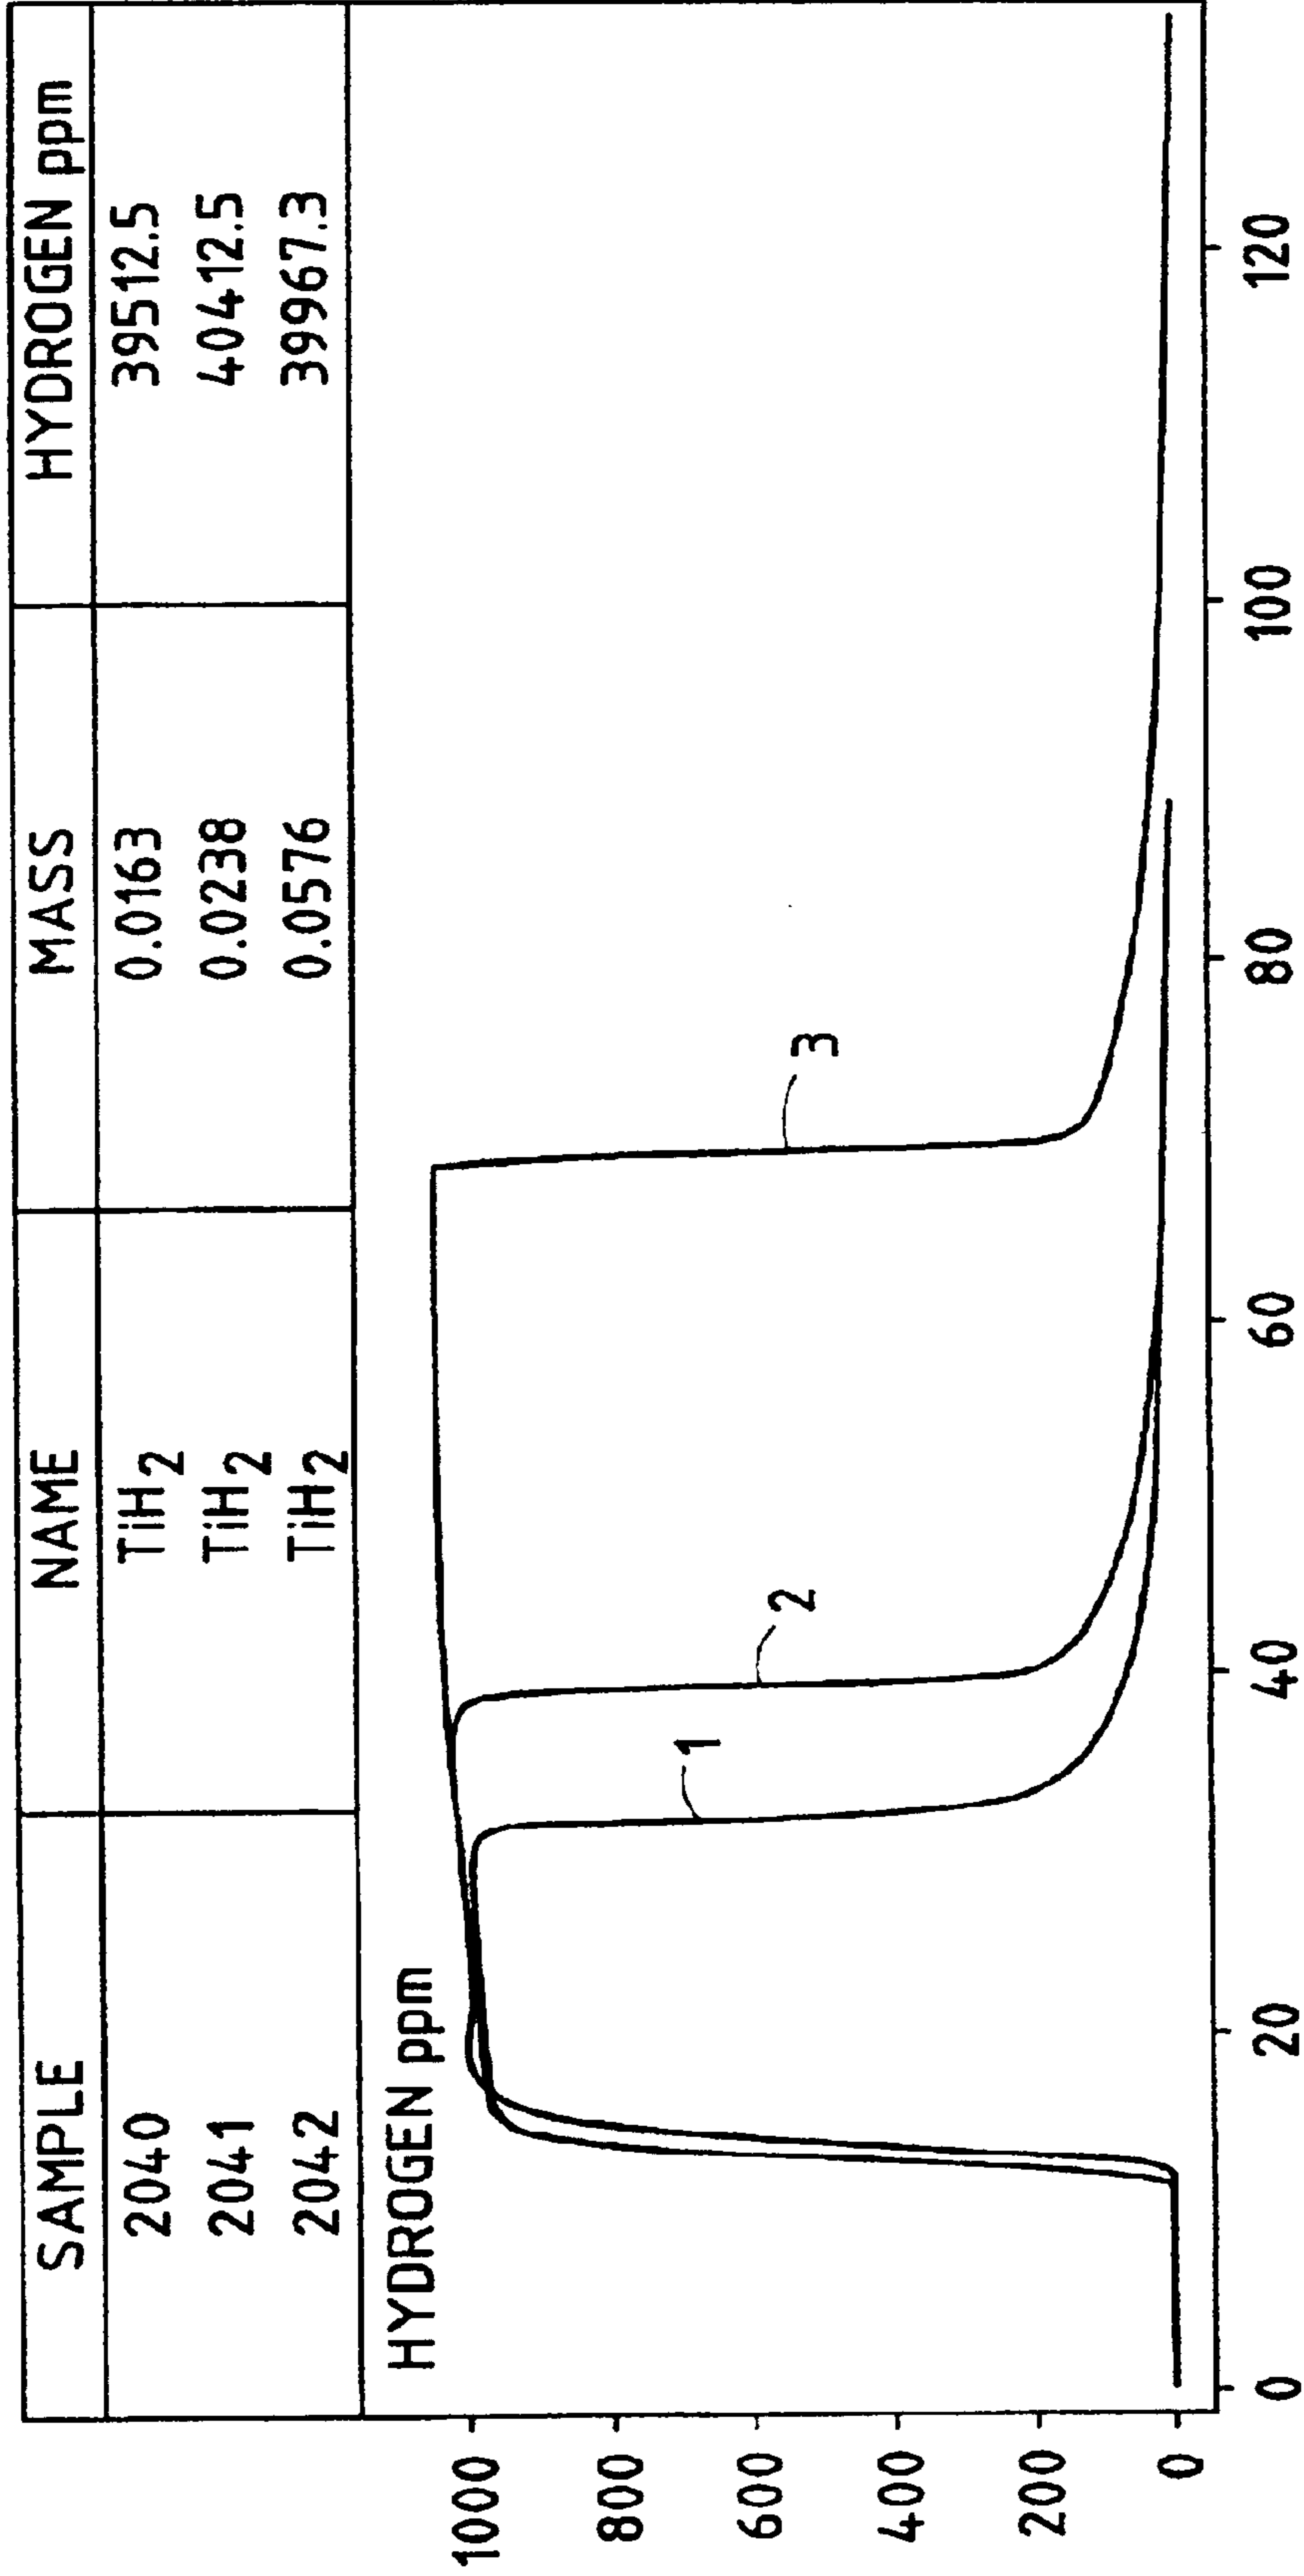 SAMPLE NAME MASS HYDROGEN ppm
2040 TiH2 0.0163 39512.5
2041 TiH2 0.0238 40412.5
2042 TiH2 0.0576 39967.3
HYDROGEN ppm
1000
800
600
400
200
0
1
2
3
0 20 40 60 80 100 120